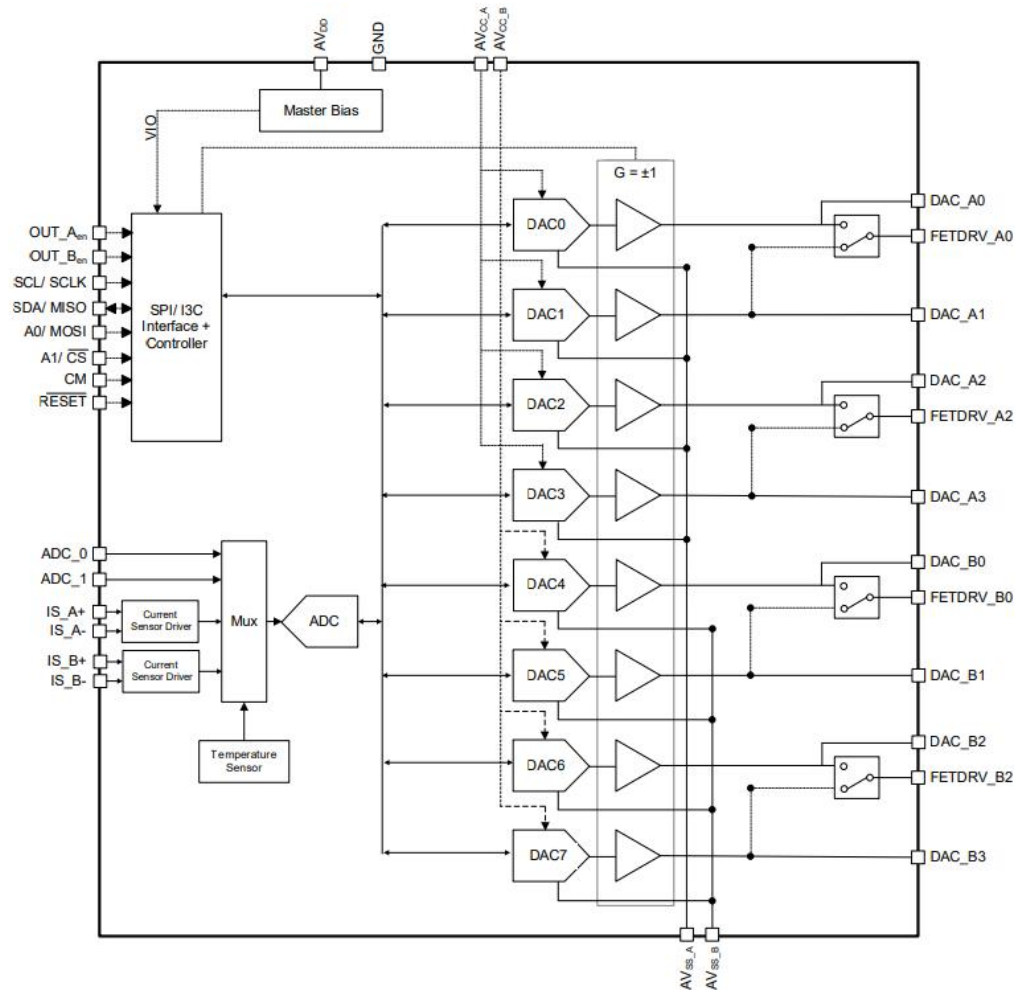 AVDD
GND
AVCC_A
AVCC_B
Master Bias
VIO
G = ±1
OUT_Aen
OUT_Ben
SCL/ SCLK
SDA/ MISO
A0/ MOSI
A1/ CS
CM
RESET
SPI/ I3C
Interface +
Controller
DAC0
DAC1
DAC2
DAC3
DAC4
DAC5
DAC6
DAC7
DAC_A0
FETDRV_A0
DAC_A1
DAC_A2
FETDRV_A2
DAC_A3
DAC_B0
FETDRV_B0
DAC_B1
DAC_B2
FETDRV_B2
DAC_B3
ADC_0
ADC_1
IS_A+
IS_A-
IS_B+
IS_B-
Current
Sensor Driver
Current
Sensor Driver
Mux
ADC
Temperature
Sensor
AVSS_A
AVSS_B